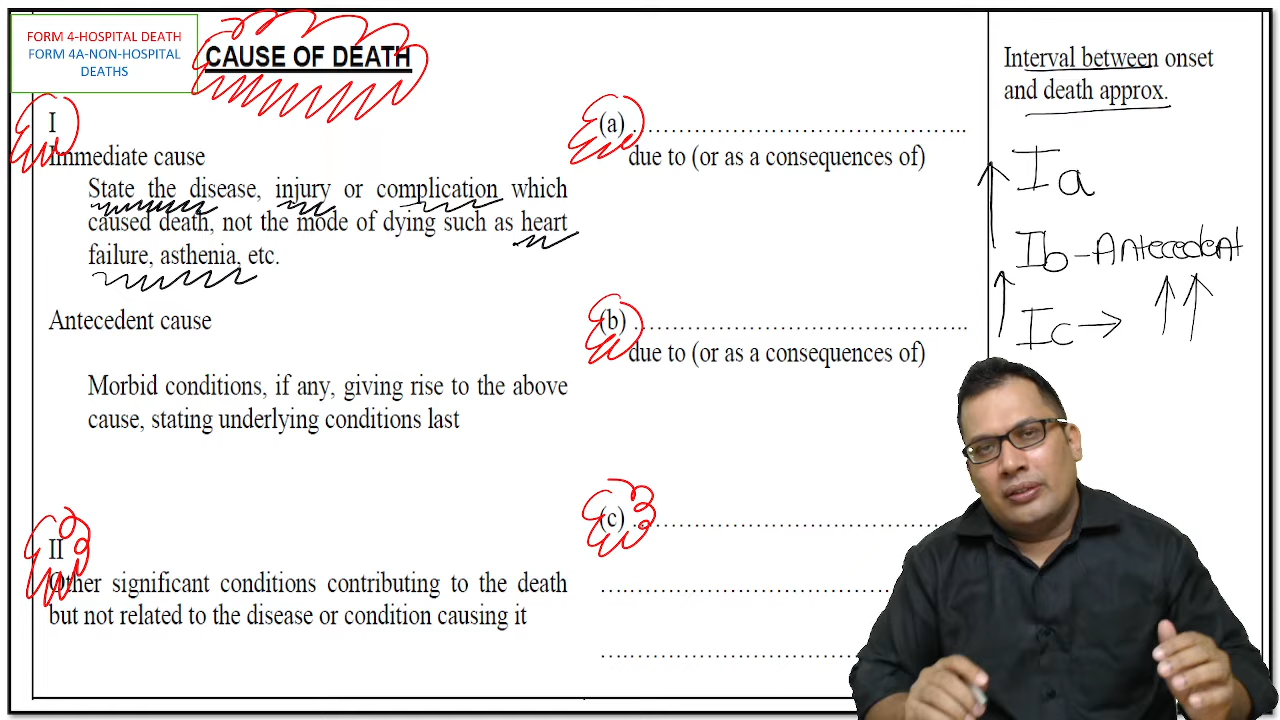 FORM 4-HOSPITAL DEATH
FORM 4A-NON-HOSPITAL
DEATHS
CAUSE OF DEATH
I
Immediate cause
State the disease, injury or complication which
caused death, not the mode of dying such as heart
failure, asthenia, etc.
Antecedent cause
Morbid conditions, if any, giving rise to the above
cause, stating underlying conditions last
II
Other significant conditions contributing to the death
but not related to the disease or condition causing it
(a) …………………………………………..
due to (or as a consequences of)
(b) …………………………………………..
due to (or as a consequences of)
(c) …………………………………………
…..……………………………………
…..……………………………………
Interval between onset
and death approx.
Ia
Ib-Antecedent
Ic →